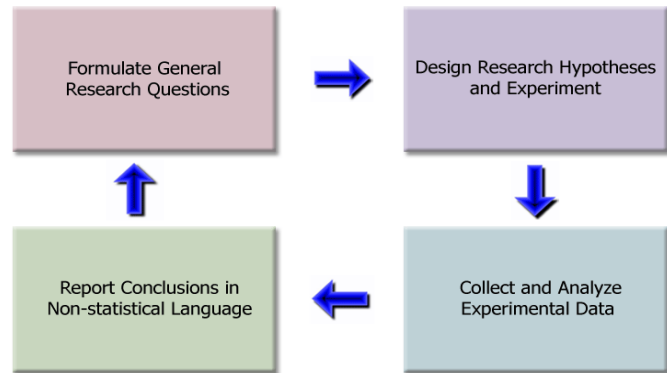 Formulate General
Research Questions
Design Research Hypotheses
and Experiment
Collect and Analyze
Experimental Data
Report Conclusions in
Non-statistical Language